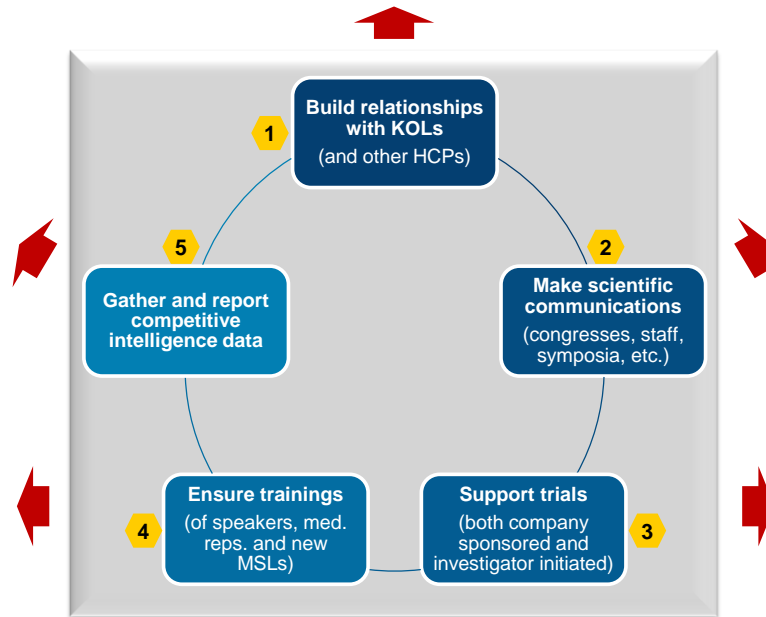 1
Build relationships
with KOLs
(and other HCPs)
2
Make scientific
communications
(congresses, staff,
symposia, etc.)
3
Support trials
(both company
sponsored and
investigator initiated)
4
Ensure trainings
(of speakers, med.
reps. and new
MSLs)
5
Gather and report
competitive
intelligence data